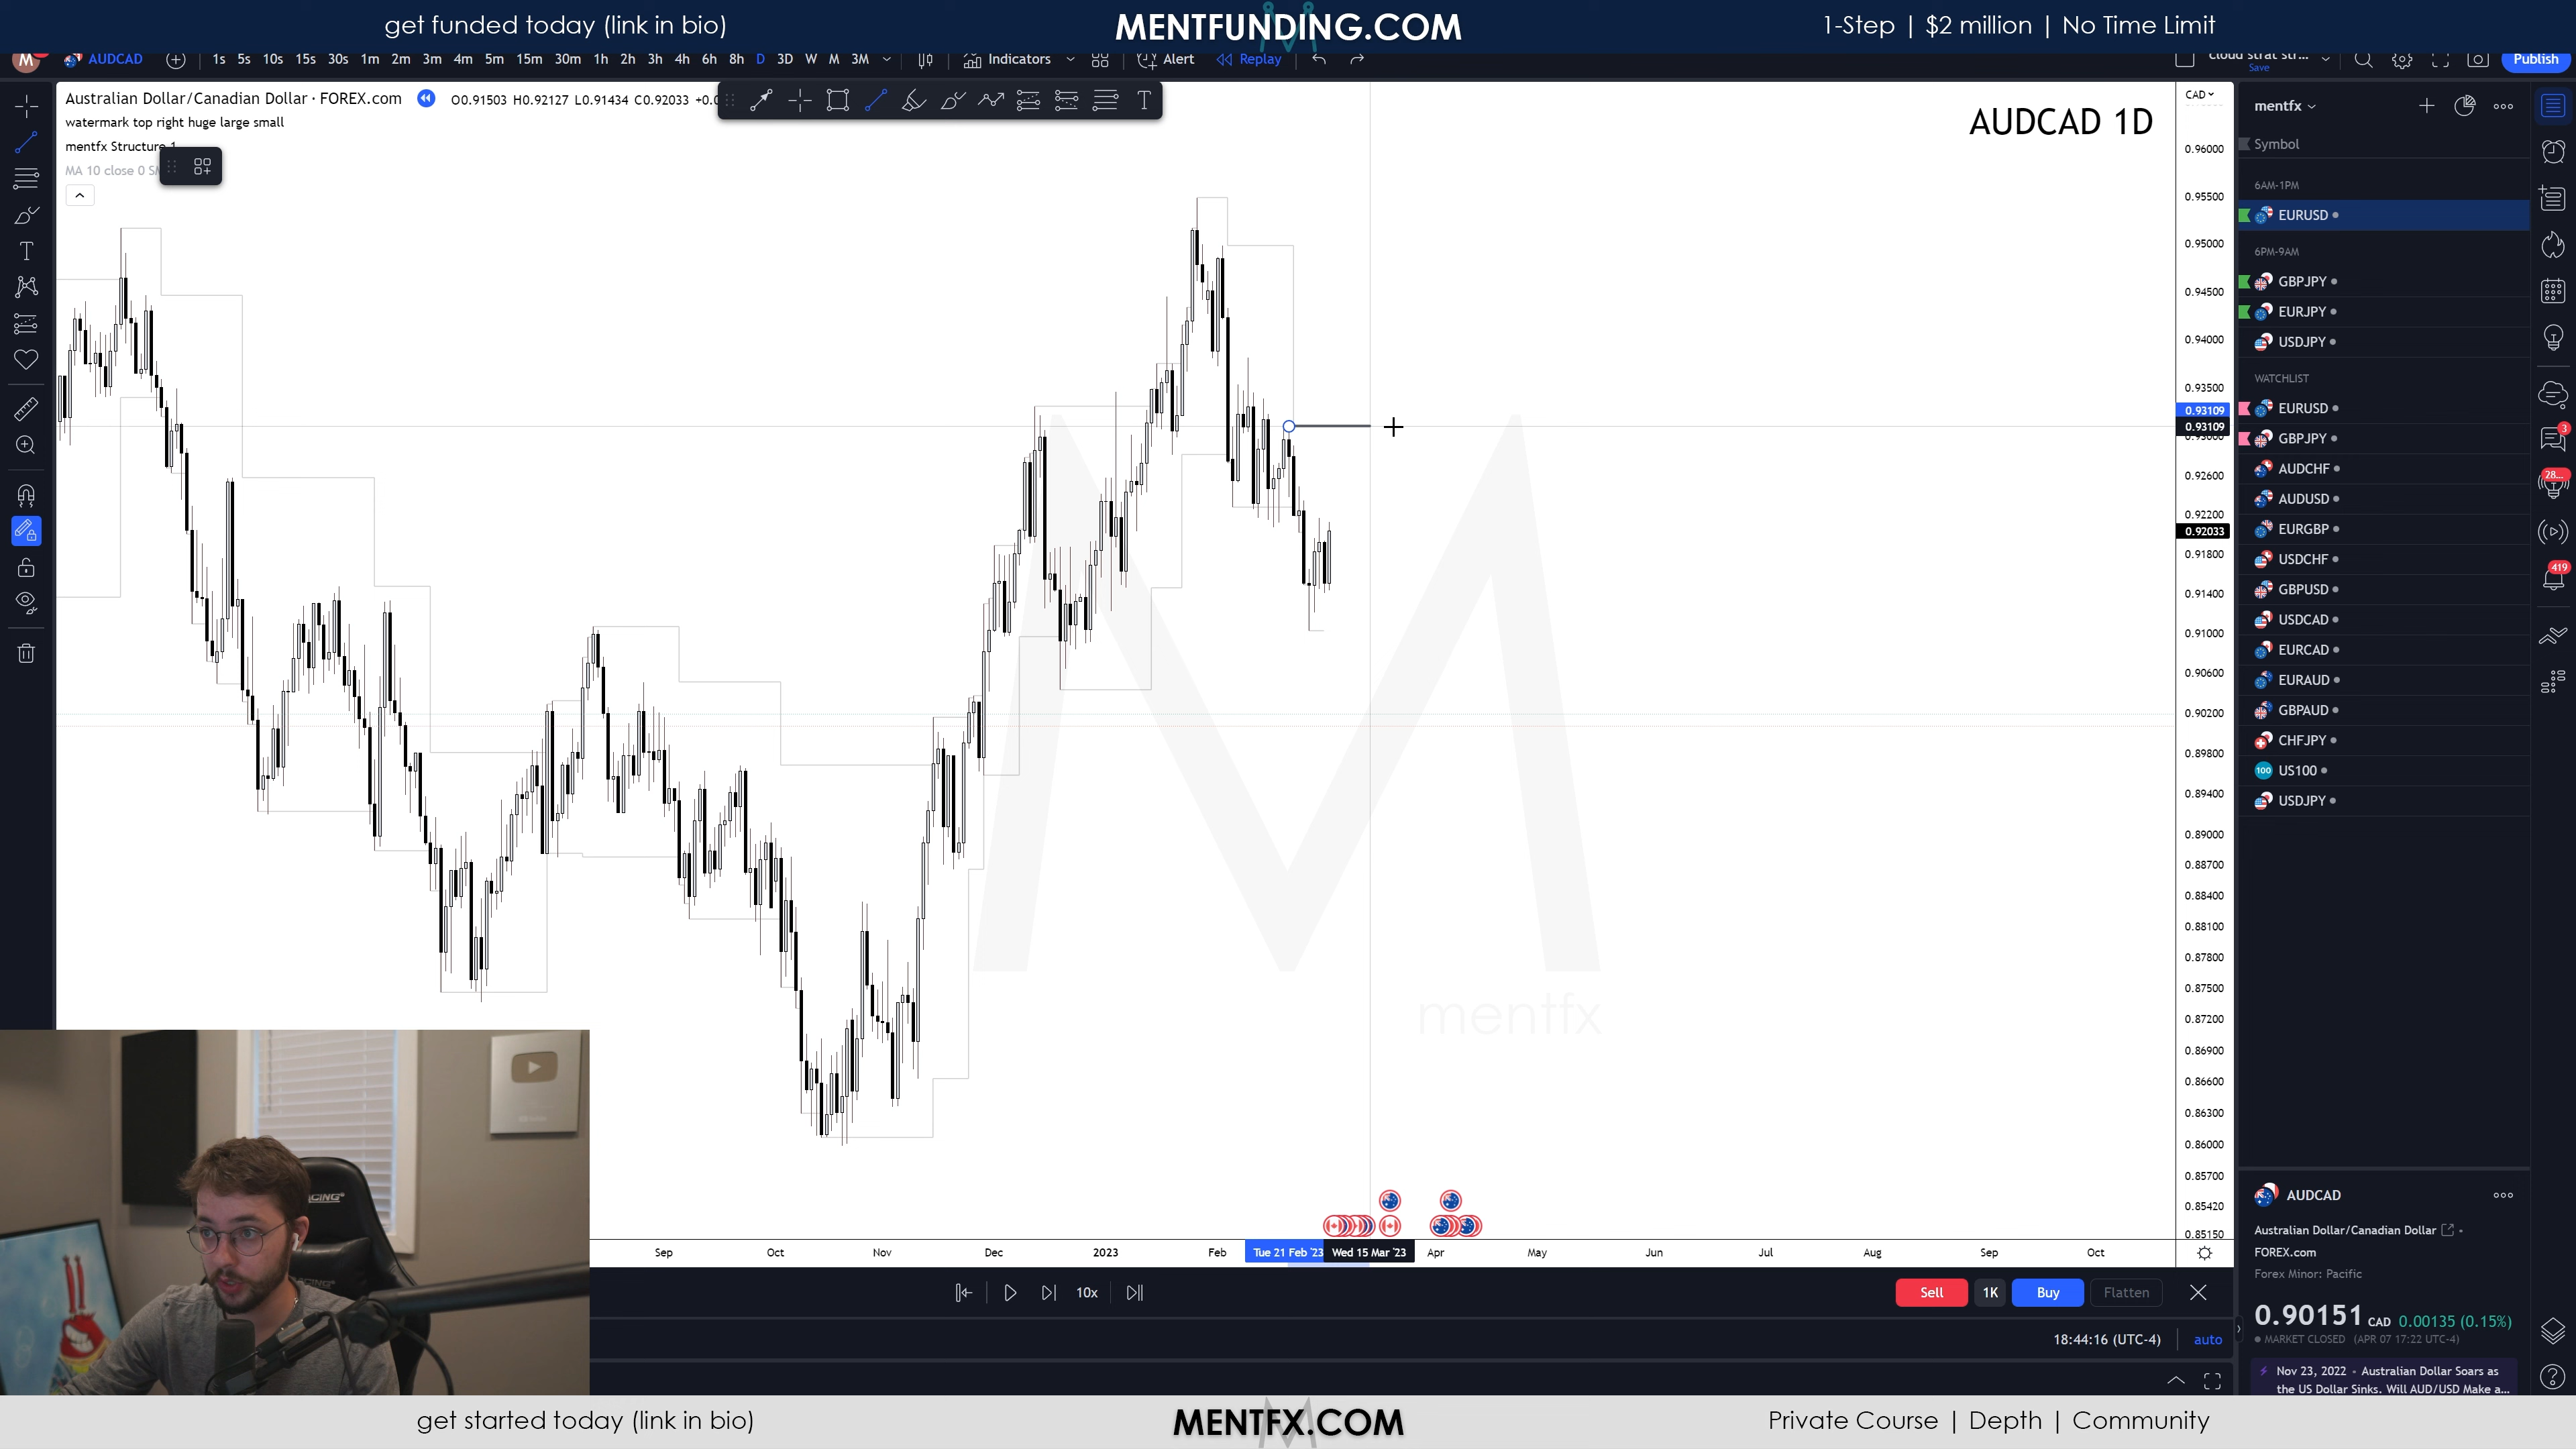 get funded today (link in bio)
MENTFUNDING.COM
1-Step | $2 million | No Time Limit
M
AUDCAD
1s 5s 10s 15s 30s 1m 2m 3m 4m 5m 15m 30m 1h 2h 3h 4h 6h 8h D 3D W M 3M
Indicators
Alert
Replay
Save
Publish
Australian Dollar/Canadian Dollar · FOREX.com
O0.91503 H0.92127 L0.91434 C0.92033
watermark top right huge large small
mentfx Structure 1
MA 10 close 0
AUDCAD 1D
CAD
0.96000
0.95500
0.95000
0.94500
0.94000
0.93500
0.93109
0.93109
0.92600
0.92200
0.92033
0.91800
0.91400
0.91000
0.90600
0.90200
0.89800
0.89400
0.89000
0.88700
0.88400
0.88100
0.87800
0.87500
0.87200
0.86900
0.86600
0.86300
0.86000
0.85700
0.85420
0.85150
mentfx
Sep Oct Nov Dec 2023 Feb Tue 21 Feb '23 Wed 15 Mar '23 Apr May Jun Jul Aug Sep Oct
10x
Sell 1K Buy Flatten
18:44:16 (UTC-4) auto
mentfx
Symbol
6AM-1PM
EURUSD
6PM-9AM
GBPJPY
EURJPY
USDJPY
WATCHLIST
EURUSD
GBPJPY
AUDCHF
AUDUSD
EURGBP
USDCHF
GBPUSD
USDCAD
EURCAD
EURAUD
GBPAUD
CHFJPY
100 US100
USDJPY
3
28...
419
AUDCAD
Australian Dollar/Canadian Dollar
FOREX.com
Forex Minor: Pacific
0.90151 CAD 0.00135 (0.15%)
MARKET CLOSED (APR 07 17:22 UTC-4)
Nov 23, 2022 · Australian Dollar Soars as
the US Dollar Sinks. Will AUD/USD Make a...
get started today (link in bio)
MENTFX.COM
Private Course | Depth | Community